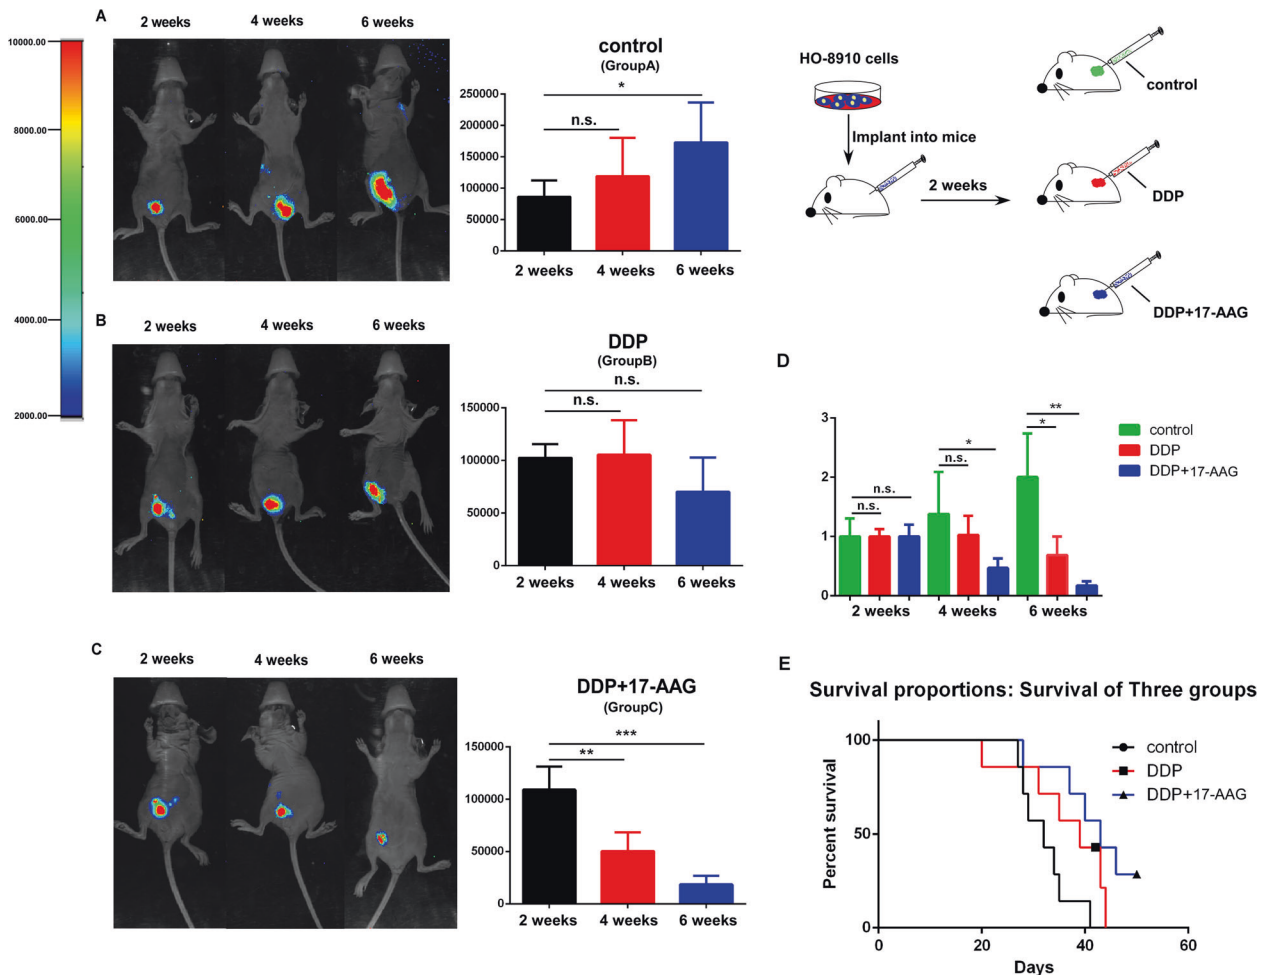 A
2 weeks
4 weeks
6 weeks
10000.00
8000.00
6000.00
4000.00
2000.00
control
(GroupA)
*
n.s.
250000
200000
150000
100000
50000
0
2 weeks
4 weeks
6 weeks
HO-8910 cells
Implant into mice
2 weeks
control
DDP
DDP+17-AAG
B
2 weeks
4 weeks
6 weeks
DDP
(GroupB)
n.s.
n.s.
150000
100000
50000
0
2 weeks
4 weeks
6 weeks
D
3
2
1
0
n.s.
n.s.
*
n.s.
**
*
2 weeks
4 weeks
6 weeks
control
DDP
DDP+17-AAG
C
2 weeks
4 weeks
6 weeks
DDP+17-AAG
(GroupC)
***
**
150000
100000
50000
0
2 weeks
4 weeks
6 weeks
E
Survival proportions: Survival of Three groups
Percent survival
100
50
0
0
20
40
60
Days
control
DDP
DDP+17-AAG